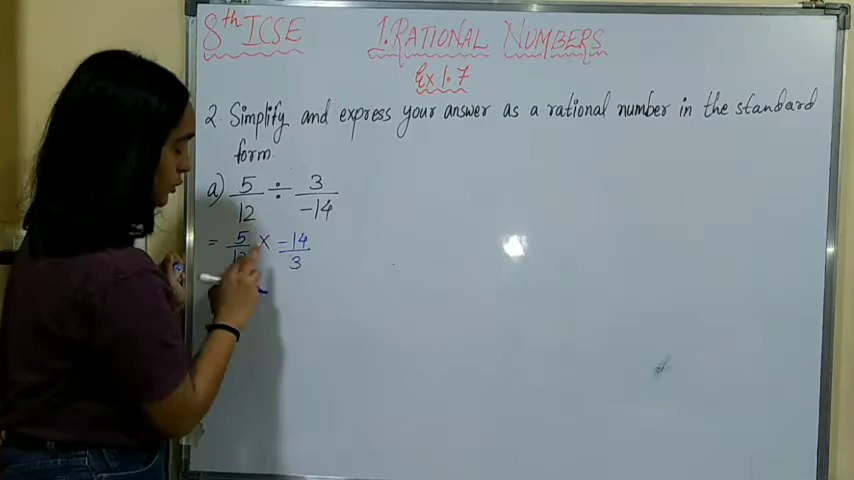 8th ICSE
1. RATIONAL NUMBERS
Ex 1.7
2. Simplify and express your answer as a rational number in the standard
form.
a) 5/12 ÷ 3/-14
= 5/12 × -14/3